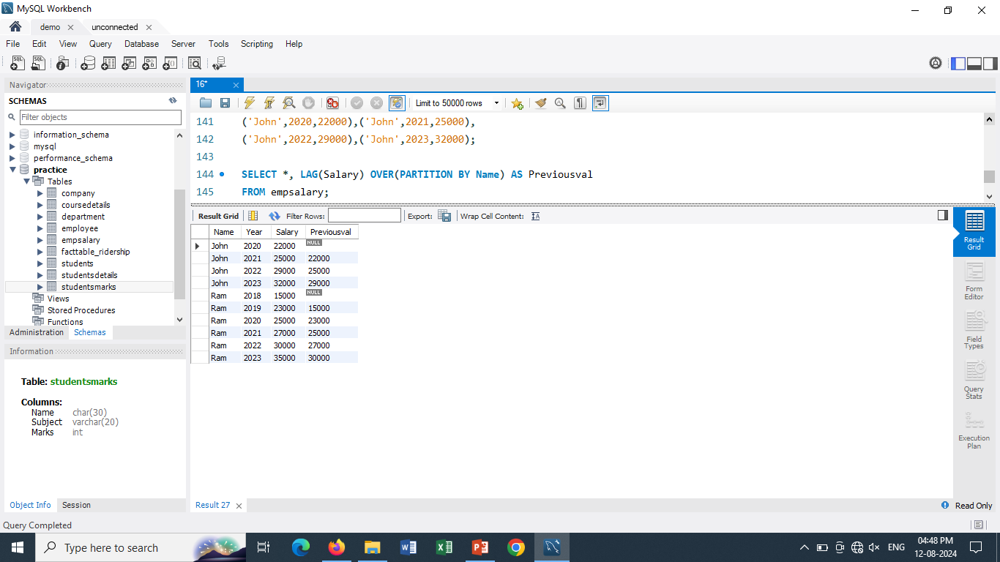 MySQL Workbench
demo unconnected
File Edit View Query Database Server Tools Scripting Help
Navigator
SCHEMAS
Filter objects
information_schema
mysql
performance_schema
practice
Tables
company
coursedetails
department
employee
empsalary
facttable_ridership
students
studentsdetails
studentsmarks
Views
Stored Procedures
Functions
Administration Schemas
Information
Table: studentsmarks
Columns:
Name char(30)
Subject varchar(20)
Marks int
Object Info Session
16*
Limit to 50000 rows
141 ('John',2020,22000),('John',2021,25000),
142 ('John',2022,29000),('John',2023,32000);
143
144 SELECT *, LAG(Salary) OVER(PARTITION BY Name) AS Previousval
145 FROM empsalary;
Result Grid Filter Rows: Export: Wrap Cell Content:
Name Year Salary Previousval
John 2020 22000 NULL
John 2021 25000 22000
John 2022 29000 25000
John 2023 32000 29000
Ram 2018 15000 NULL
Ram 2019 23000 15000
Ram 2020 25000 23000
Ram 2021 27000 25000
Ram 2022 30000 27000
Ram 2023 35000 30000
Result
Grid
Form
Editor
Field
Types
Query
Stats
Execution
Plan
Result 27
Read Only
Query Completed
Type here to search
ENG
04:48 PM
12-08-2024